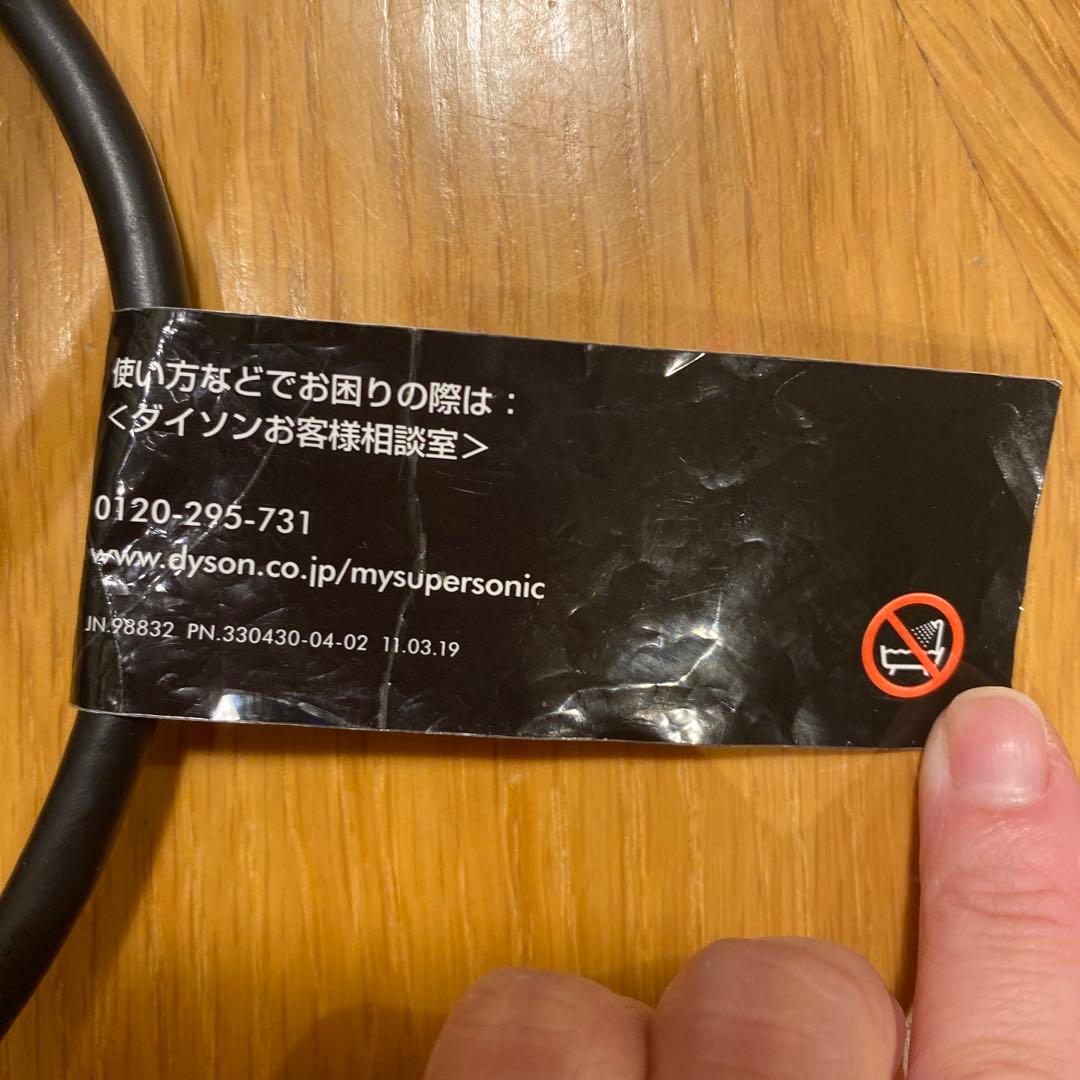 使い方などでお困りの際は：
＜ダイソンお客様相談室＞
0120-295-731
www.dyson.co.jp/mysupersonic
JN.98832 PN.330430-04-02 11.03.19